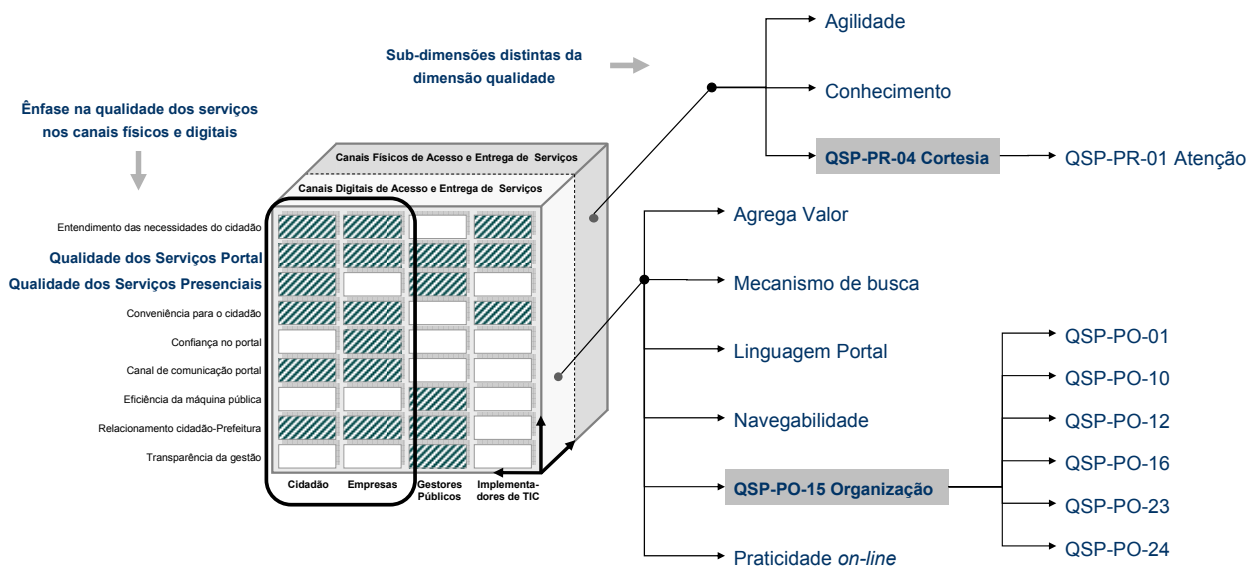 Ênfase na qualidade dos serviços
nos canais físicos e digitais
Sub-dimensões distintas da
dimensão qualidade
Canais Físicos de Acesso e Entrega de Serviços
Canais Digitais de Acesso e Entrega de Serviços
Entendimento das necessidades do cidadão
Qualidade dos Serviços Portal
Qualidade dos Serviços Presenciais
Conveniência para o cidadão
Confiança no portal
Canal de comunicação portal
Eficiência da máquina pública
Relacionamento cidadão-Prefeitura
Transparência da gestão
Cidadão
Empresas
Gestores
Públicos
Implementa-
dores de TIC
Agilidade
Conhecimento
QSP-PR-04 Cortesia
QSP-PR-01 Atenção
Agrega Valor
Mecanismo de busca
Linguagem Portal
Navegabilidade
QSP-PO-15 Organização
Praticidade on-line
QSP-PO-01
QSP-PO-10
QSP-PO-12
QSP-PO-16
QSP-PO-23
QSP-PO-24